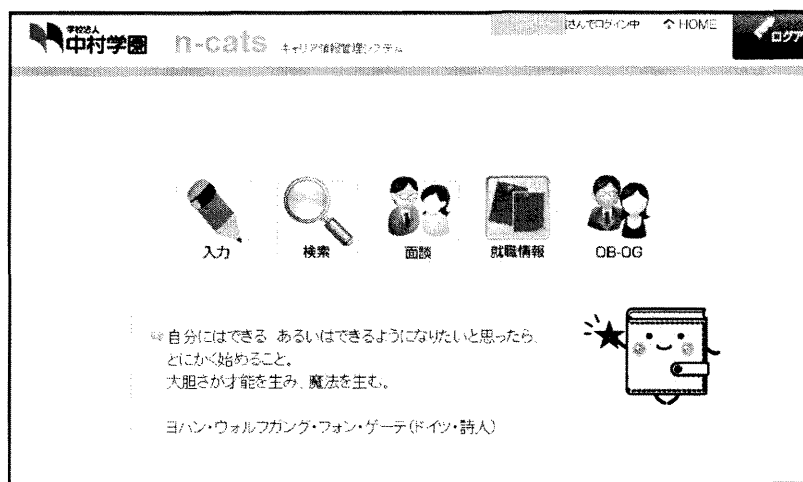 学校法人
中村学園 n-cats キャリア情報管理システム
さんでログイン中 HOME ログア
入力 検索 面談 就職情報 OB・OG
自分にはできる あるいはできるようになりたいと思ったら、
とにかく始めること。
大胆さが才能を生み、魔法を生む。
ヨハン・ウォルフガング・フォン・ゲーテ(ドイツ・詩人)